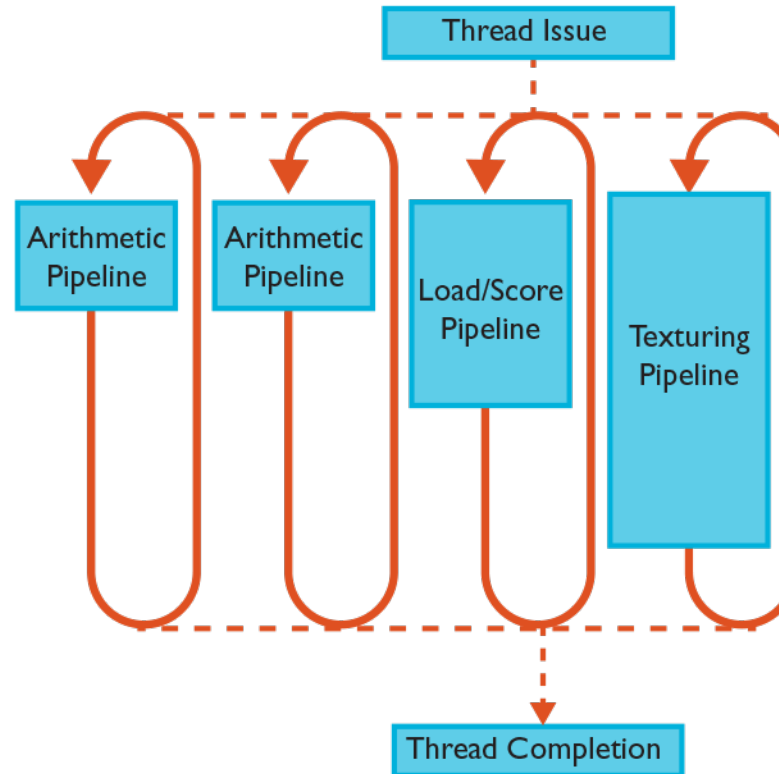 Thread Issue
Arithmetic
Pipeline
Arithmetic
Pipeline
Load/Score
Pipeline
Texturing
Pipeline
Thread Completion